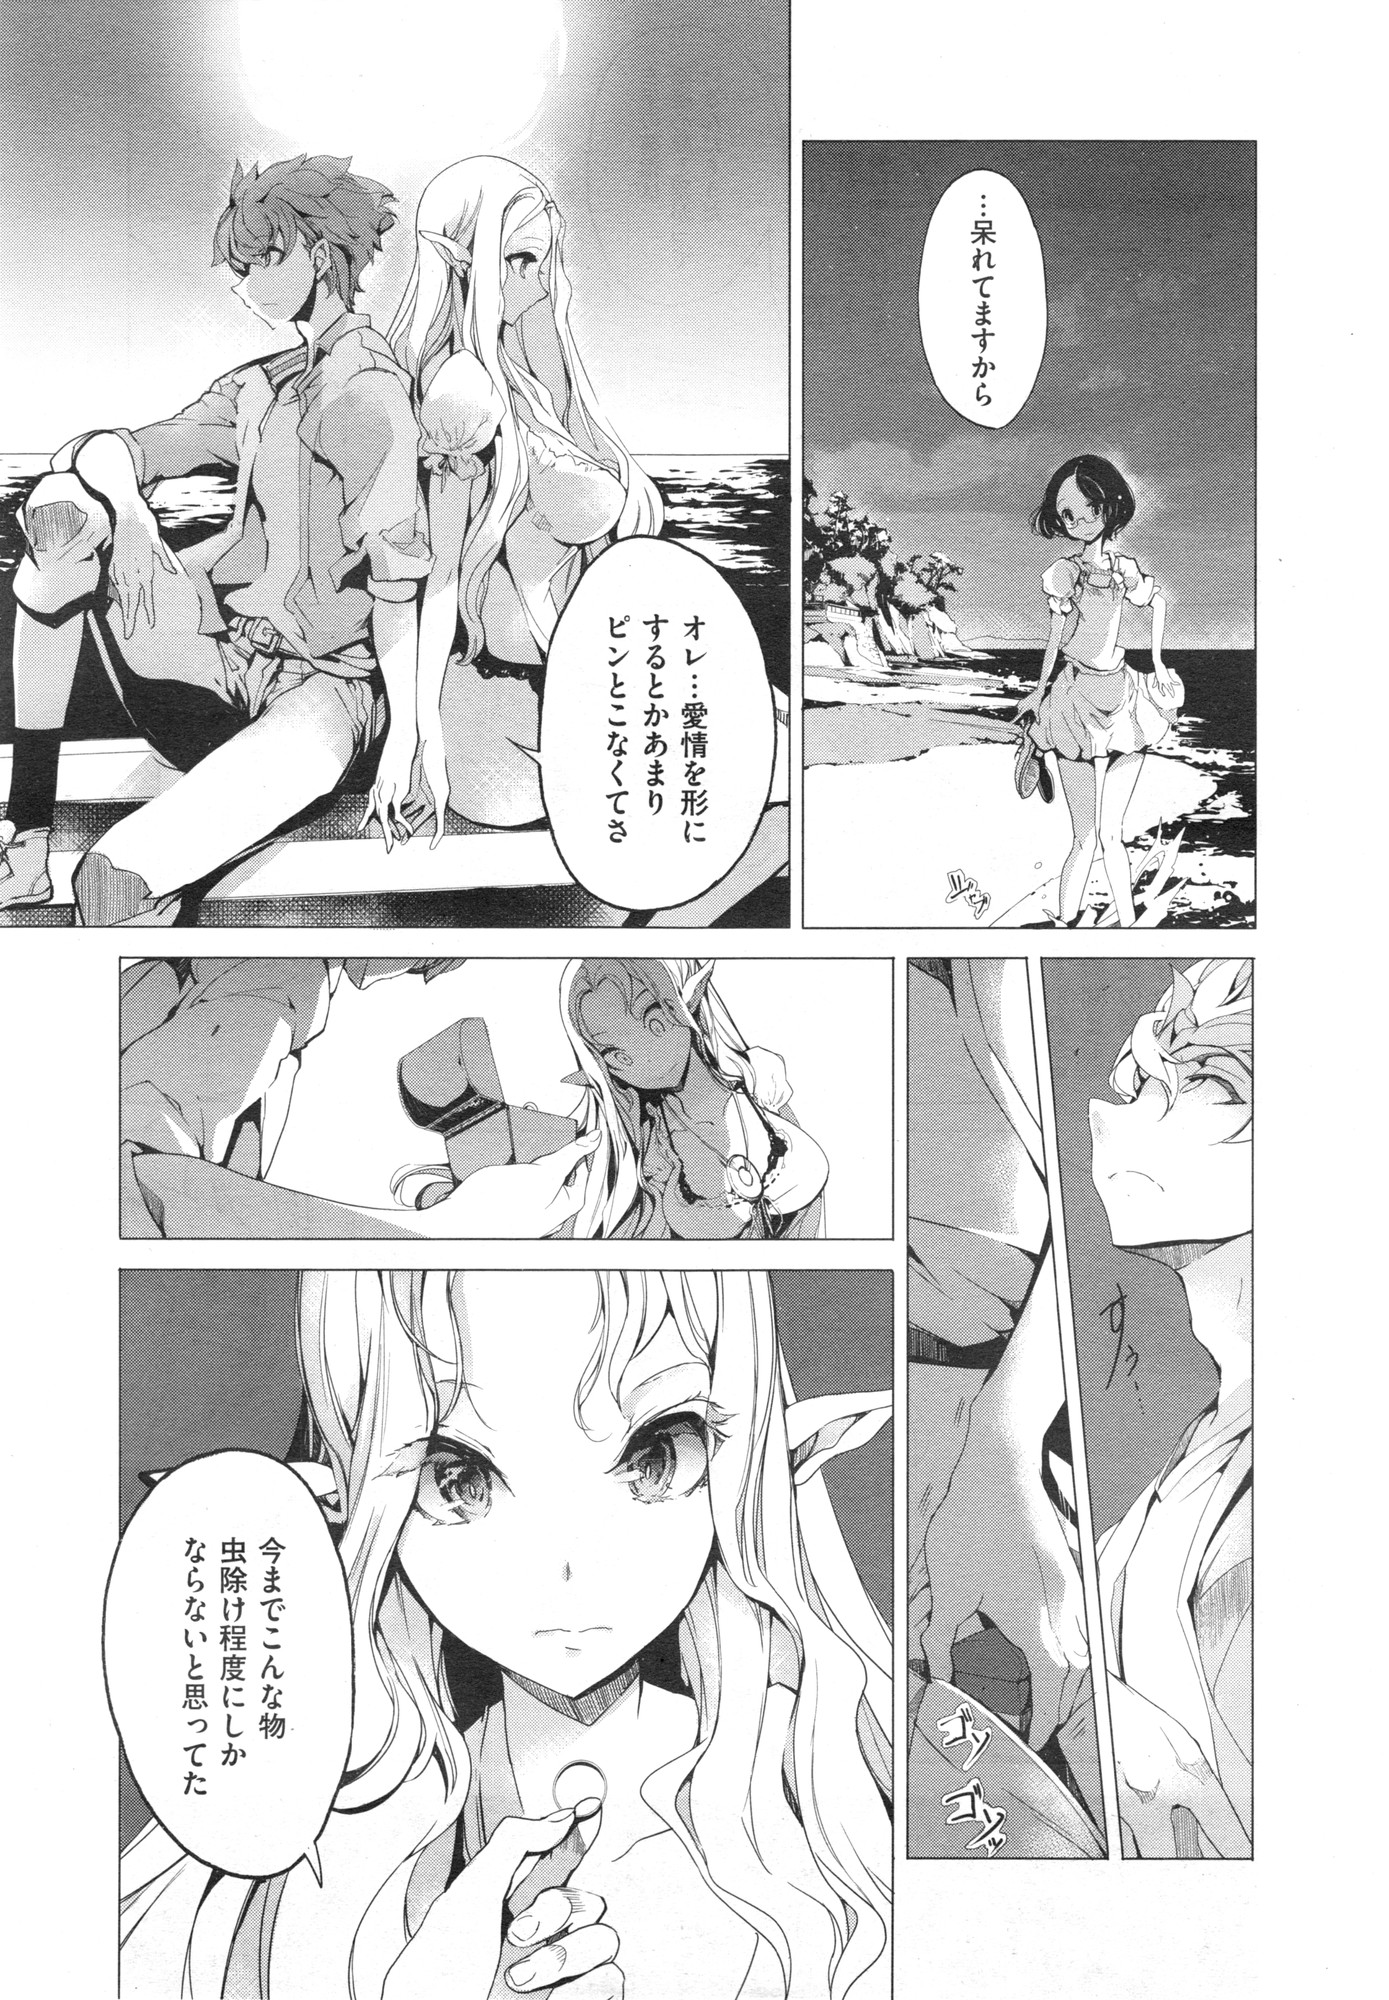 …呆れてますから
ジャブ
オレ…愛情を形に
するとかあまり
ピンとこなくてさ
すぅ…
ゴソ
ゴソッ
今までこんな物
虫除け程度にしか
ならないと思ってた